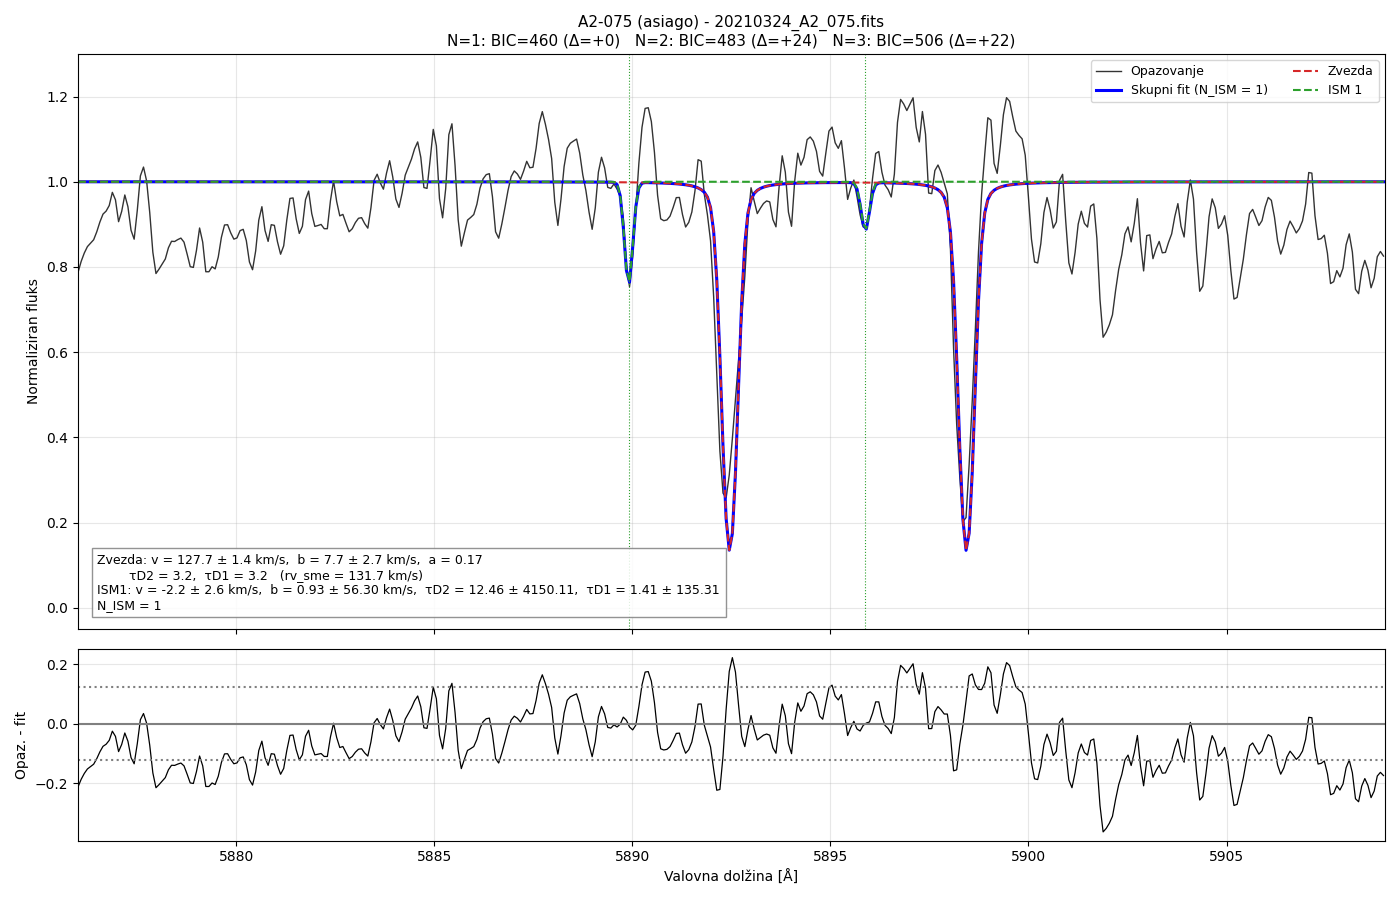 A2-075 (asiago) - 20210324_A2_075.fits
N=1: BIC=460 (Δ=+0)   N=2: BIC=483 (Δ=+24)   N=3: BIC=506 (Δ=+22)
Opazovanje
Skupni fit (N_ISM = 1)
Zvezda
ISM 1
Normaliziran fluks
1.2
1.0
0.8
0.6
0.4
0.2
0.0
Zvezda: v = 127.7 ± 1.4 km/s,  b = 7.7 ± 2.7 km/s,  a = 0.17
τD2 = 3.2,  τD1 = 3.2   (rv_sme = 131.7 km/s)
ISM1: v = -2.2 ± 2.6 km/s,  b = 0.93 ± 56.30 km/s,  τD2 = 12.46 ± 4150.11,  τD1 = 1.41 ± 135.31
N_ISM = 1
Opaz. - fit
0.2
0.0
−0.2
5880
5885
5890
5895
5900
5905
Valovna dolžina [Å]